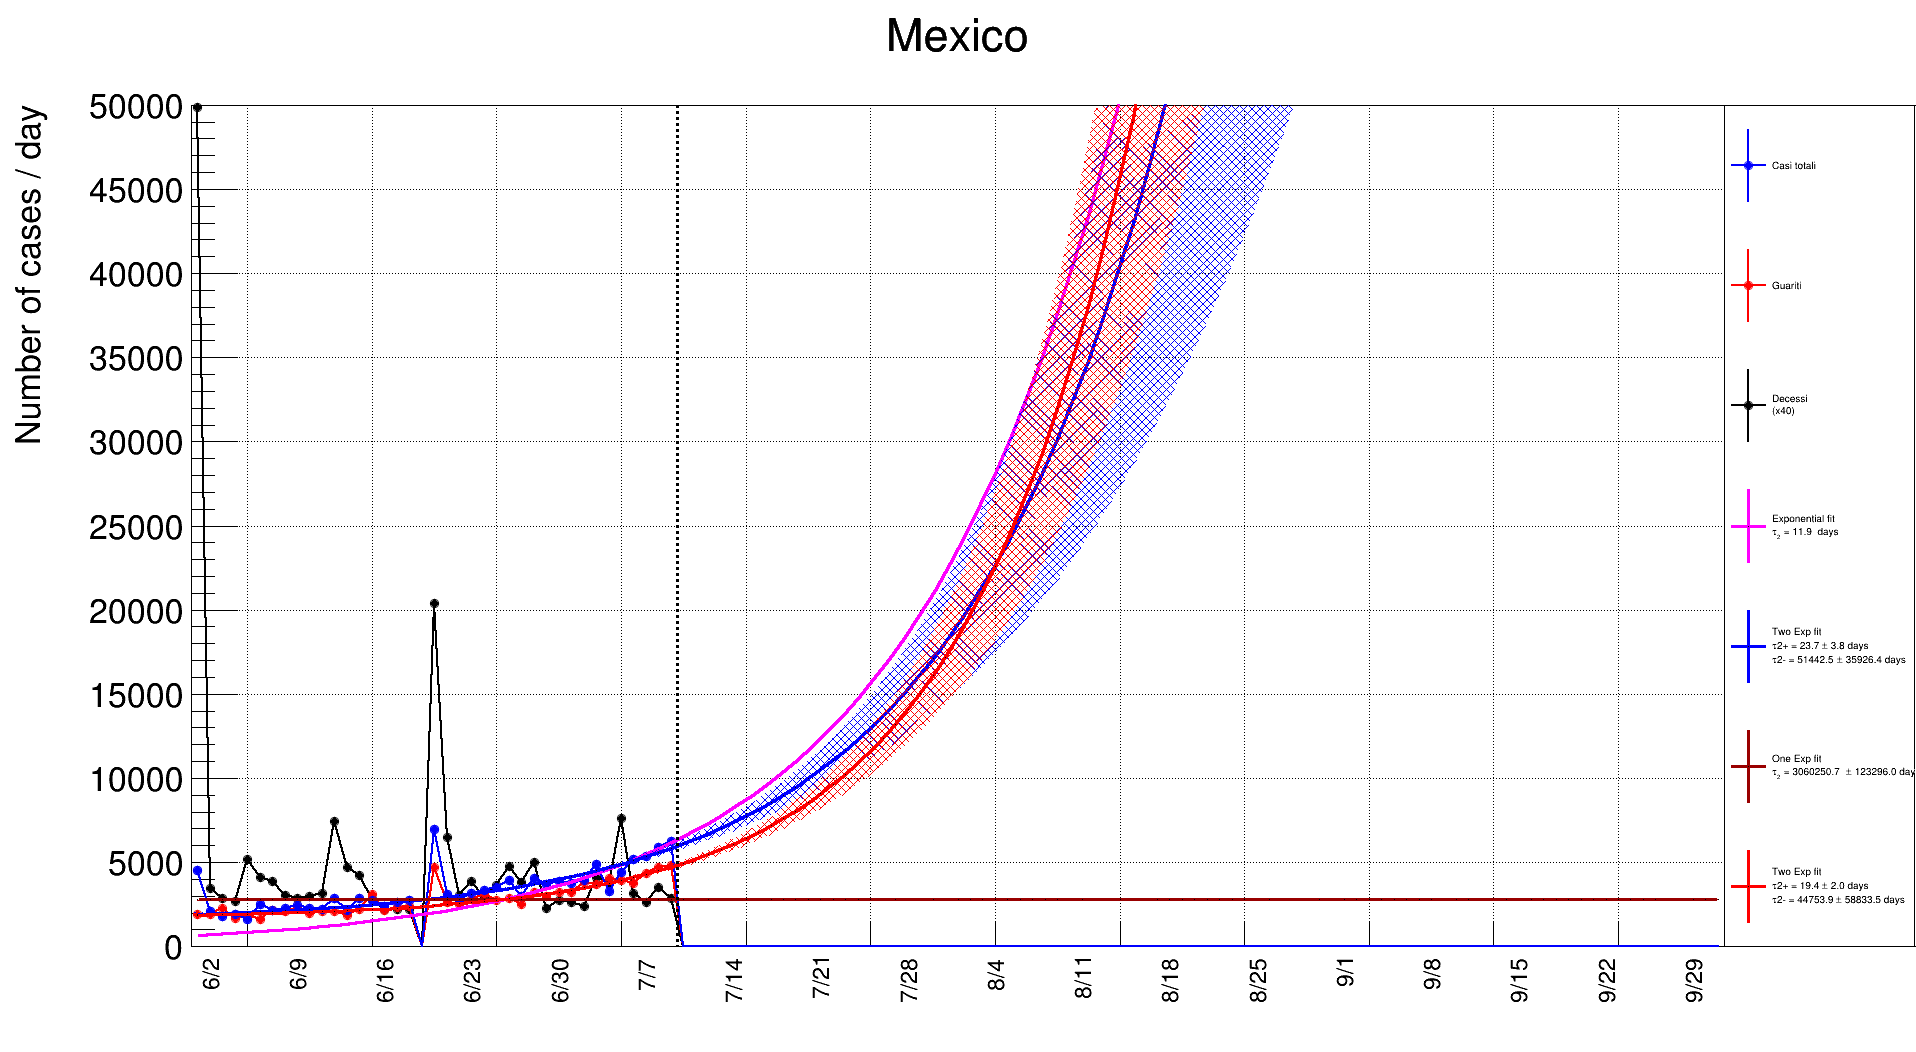 Mexico
Number of cases / day
50000
45000
40000
35000
30000
25000
20000
15000
10000
5000
0
6/2
6/9
6/16
6/23
6/30
7/7
7/14
7/21
7/28
8/4
8/11
8/18
8/25
9/1
9/8
9/15
9/22
9/29
Casi totali
Guariti
Decessi
(x40)
Exponential fit
τ₂ = 11.9 days
Two Exp fit
τ2+ = 23.7 ± 3.8 days
τ2- = 51442.5 ± 35926.4 days
One Exp fit
τ₂ = 3060250.7 ± 123296.0 day
Two Exp fit
τ2+ = 19.4 ± 2.0 days
τ2- = 44753.9 ± 58833.5 days